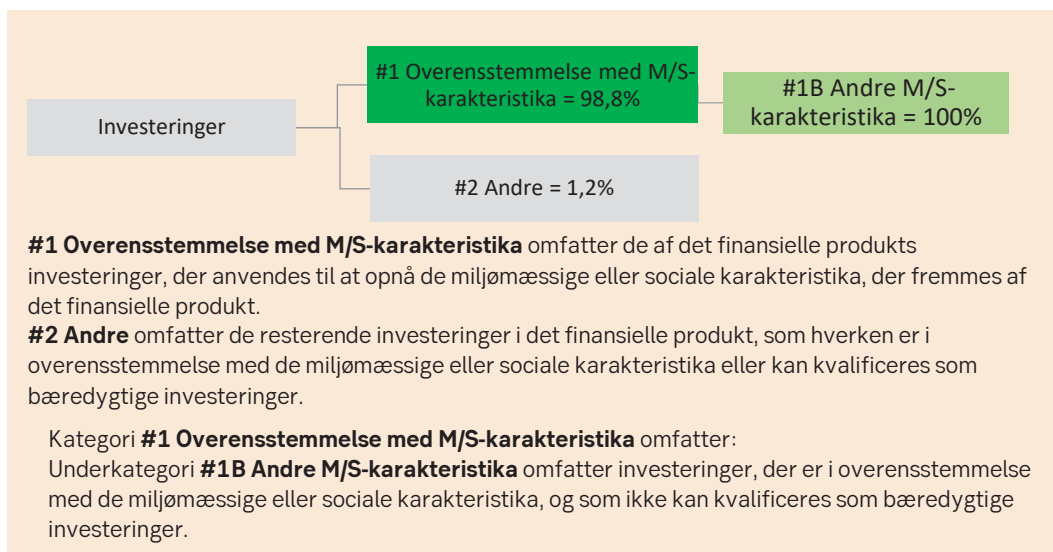 #1 Overensstemmelse med M/S-
karakteristika = 98,8%
#1B Andre M/S-
karakteristika = 100%
Investeringer
#2 Andre = 1,2%
#1 Overensstemmelse med M/S-karakteristika omfatter de af det finansielle produkts
investeringer, der anvendes til at opnå de miljømæssige eller sociale karakteristika, der fremmes af
det finansielle produkt.
#2 Andre omfatter de resterende investeringer i det finansielle produkt, som hverken er i
overensstemmelse med de miljømæssige eller sociale karakteristika eller kan kvalificeres som
bæredygtige investeringer.
Kategori #1 Overensstemmelse med M/S-karakteristika omfatter:
Underkategori #1B Andre M/S-karakteristika omfatter investeringer, der er i overensstemmelse
med de miljømæssige eller sociale karakteristika, og som ikke kan kvalificeres som bæredygtige
investeringer.